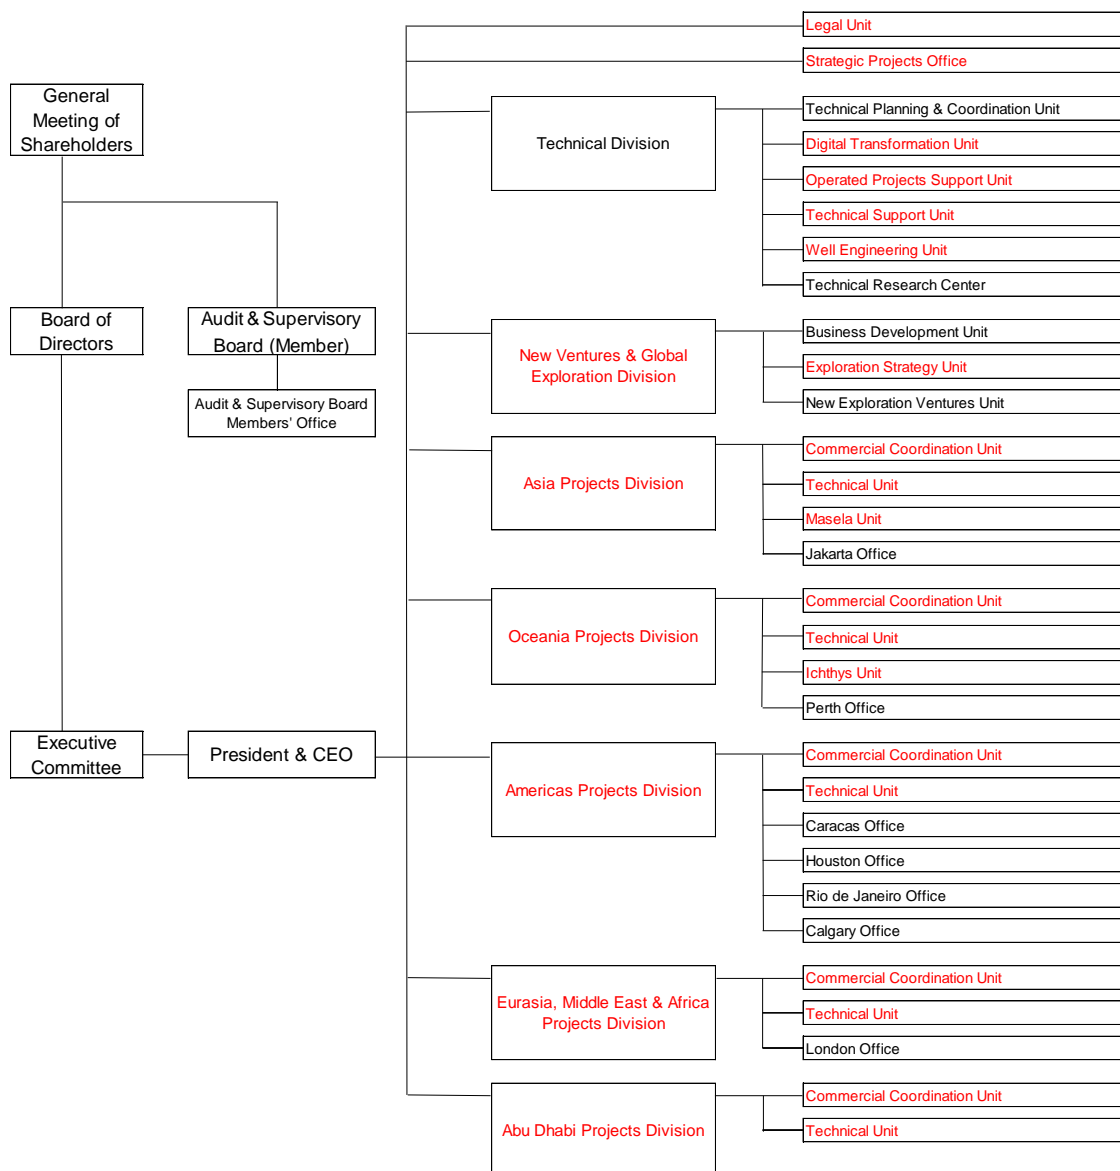 General
Meeting of
Shareholders
Board of
Directors
Audit & Supervisory
Board (Member)
Audit & Supervisory Board
Members' Office
Executive
Committee
President & CEO
Legal Unit
Strategic Projects Office
Technical Division
Technical Planning & Coordination Unit
Digital Transformation Unit
Operated Projects Support Unit
Technical Support Unit
Well Engineering Unit
Technical Research Center
New Ventures & Global
Exploration Division
Business Development Unit
Exploration Strategy Unit
New Exploration Ventures Unit
Asia Projects Division
Commercial Coordination Unit
Technical Unit
Masela Unit
Jakarta Office
Oceania Projects Division
Commercial Coordination Unit
Technical Unit
Ichthys Unit
Perth Office
Americas Projects Division
Commercial Coordination Unit
Technical Unit
Caracas Office
Houston Office
Rio de Janeiro Office
Calgary Office
Eurasia, Middle East & Africa
Projects Division
Commercial Coordination Unit
Technical Unit
London Office
Abu Dhabi Projects Division
Commercial Coordination Unit
Technical Unit